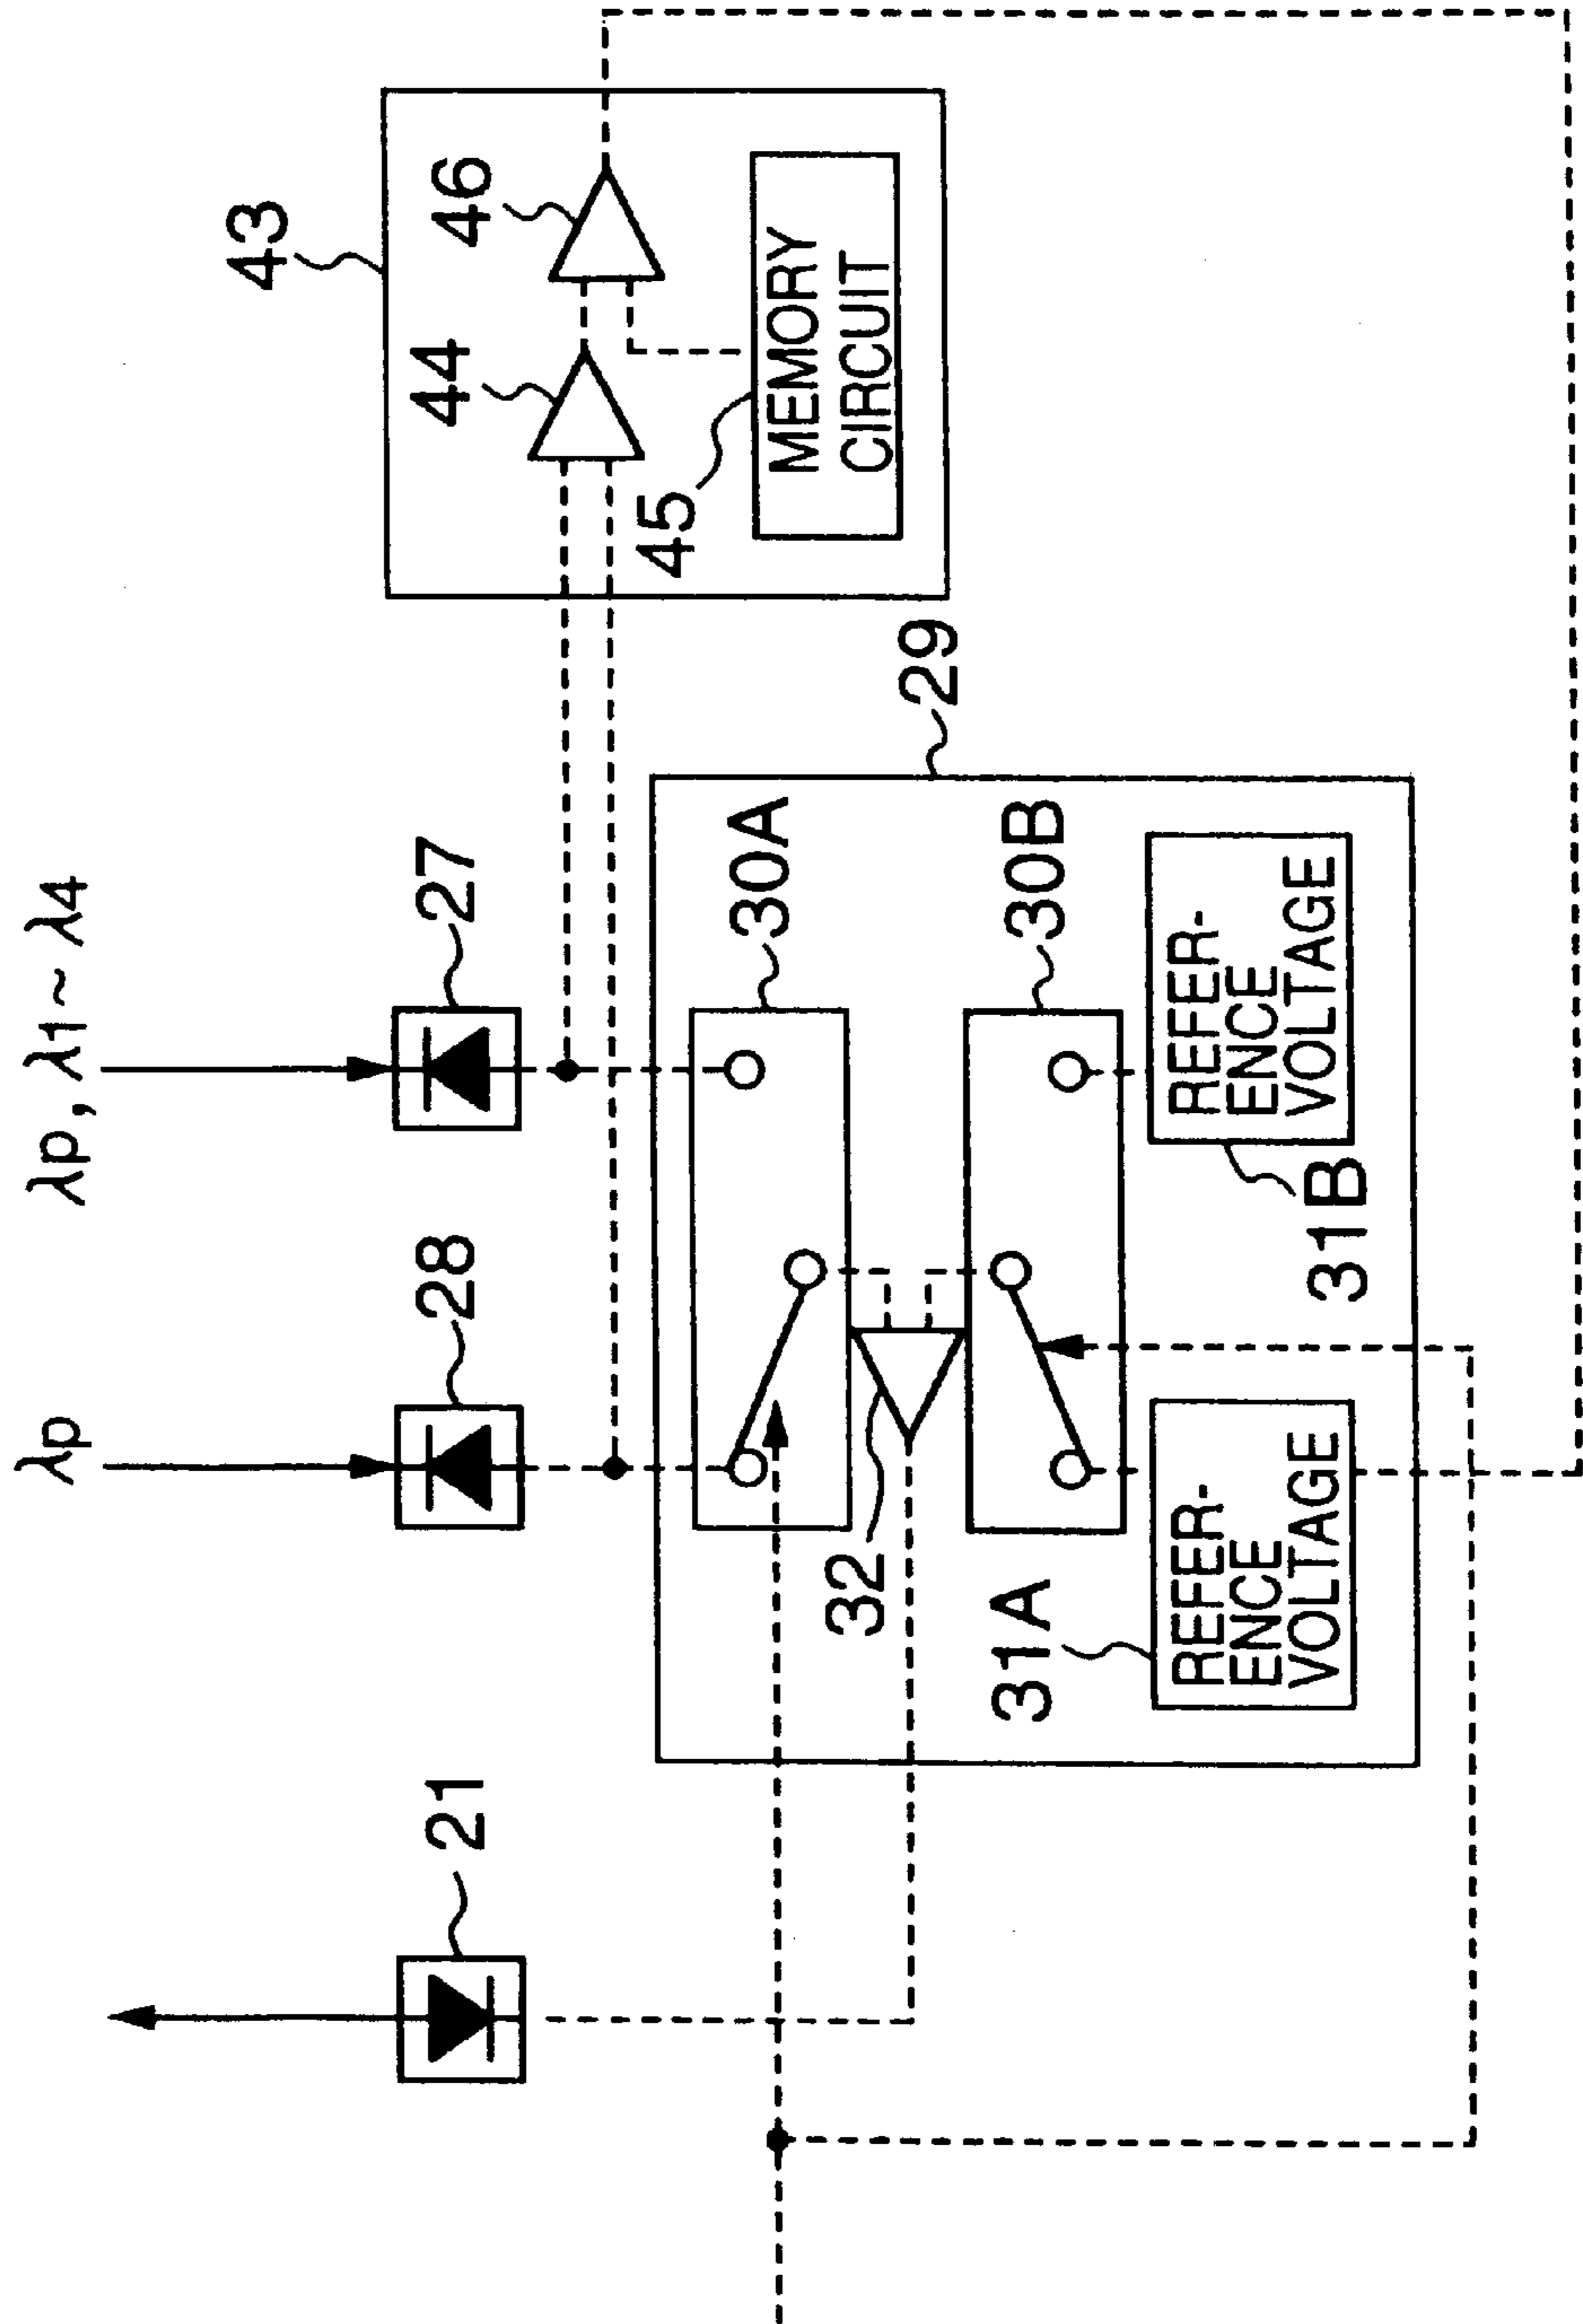 λp
λp, λ1~ λ4
21
28
27
43
44
46
45
MEMORY
CIRCUIT
29
30A
30B
32
31A
REFER-
ENCE
VOLTAGE
31B
REFER-
ENCE
VOLTAGE